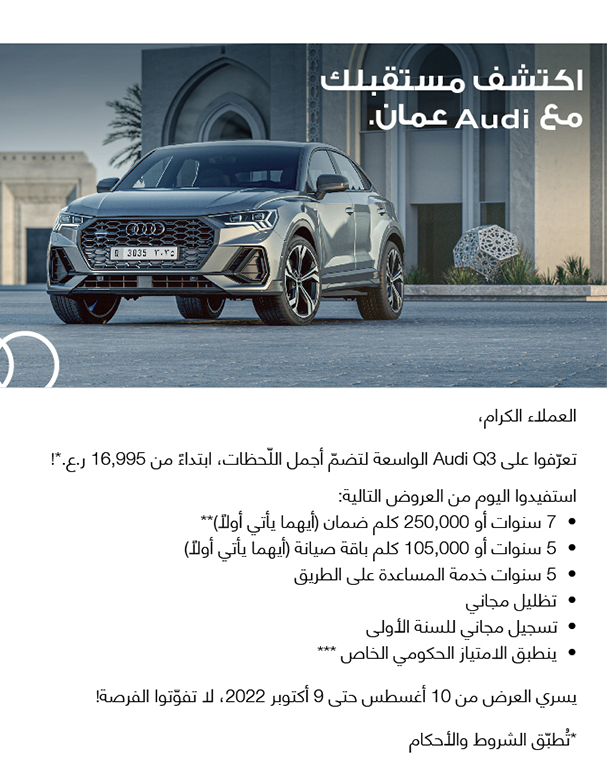 اكتشف مستقبلك
مع Audi عمان.
Q 3035 ٣٠٣٥
العملاء الكرام،
تعرّفوا على Audi Q3 الواسعة لتضمّ أجمل اللّحظات، ابتداءً من 16,995 ر.ع.*!
استفيدوا اليوم من العروض التالية:
• 7 سنوات أو 250,000 كلم ضمان (أيهما يأتي أولاً)**
• 5 سنوات أو 105,000 كلم باقة صيانة (أيهما يأتي أولاً)
• 5 سنوات خدمة المساعدة على الطريق
• تظليل مجاني
• تسجيل مجاني للسنة الأولى
• ينطبق الامتياز الحكومي الخاص ***
يسري العرض من 10 أغسطس حتى 9 أكتوبر 2022، لا تفوّتوا الفرصة!
*تُطبّق الشروط والأحكام